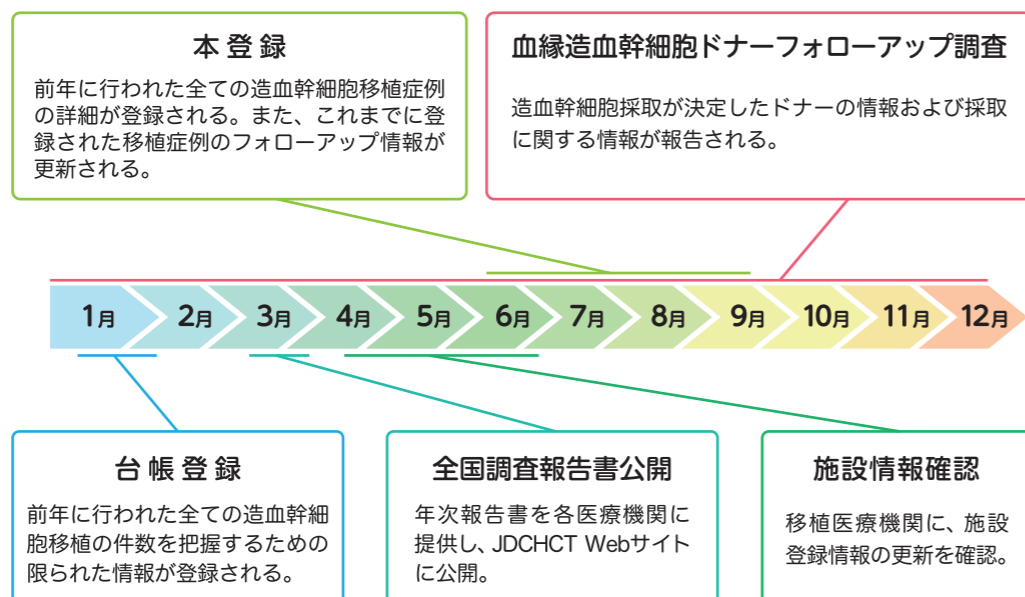 本登録
前年に行われた全ての造血幹細胞移植症例
の詳細が登録される。また、これまでに登
録された移植症例のフォローアップ情報が
更新される。
血縁造血幹細胞ドナーフォローアップ調査
造血幹細胞採取が決定したドナーの情報および採取
に関する情報が報告される。
1月 2月 3月 4月 5月 6月 7月 8月 9月 10月 11月 12月
台帳登録
前年に行われた全ての造血幹細
胞移植の件数を把握するための
限られた情報が登録される。
全国調査報告書公開
年次報告書を各医療機関に
提供し、JDCHCT Webサイト
に公開。
施設情報確認
移植医療機関に、施設
登録情報の更新を確認。